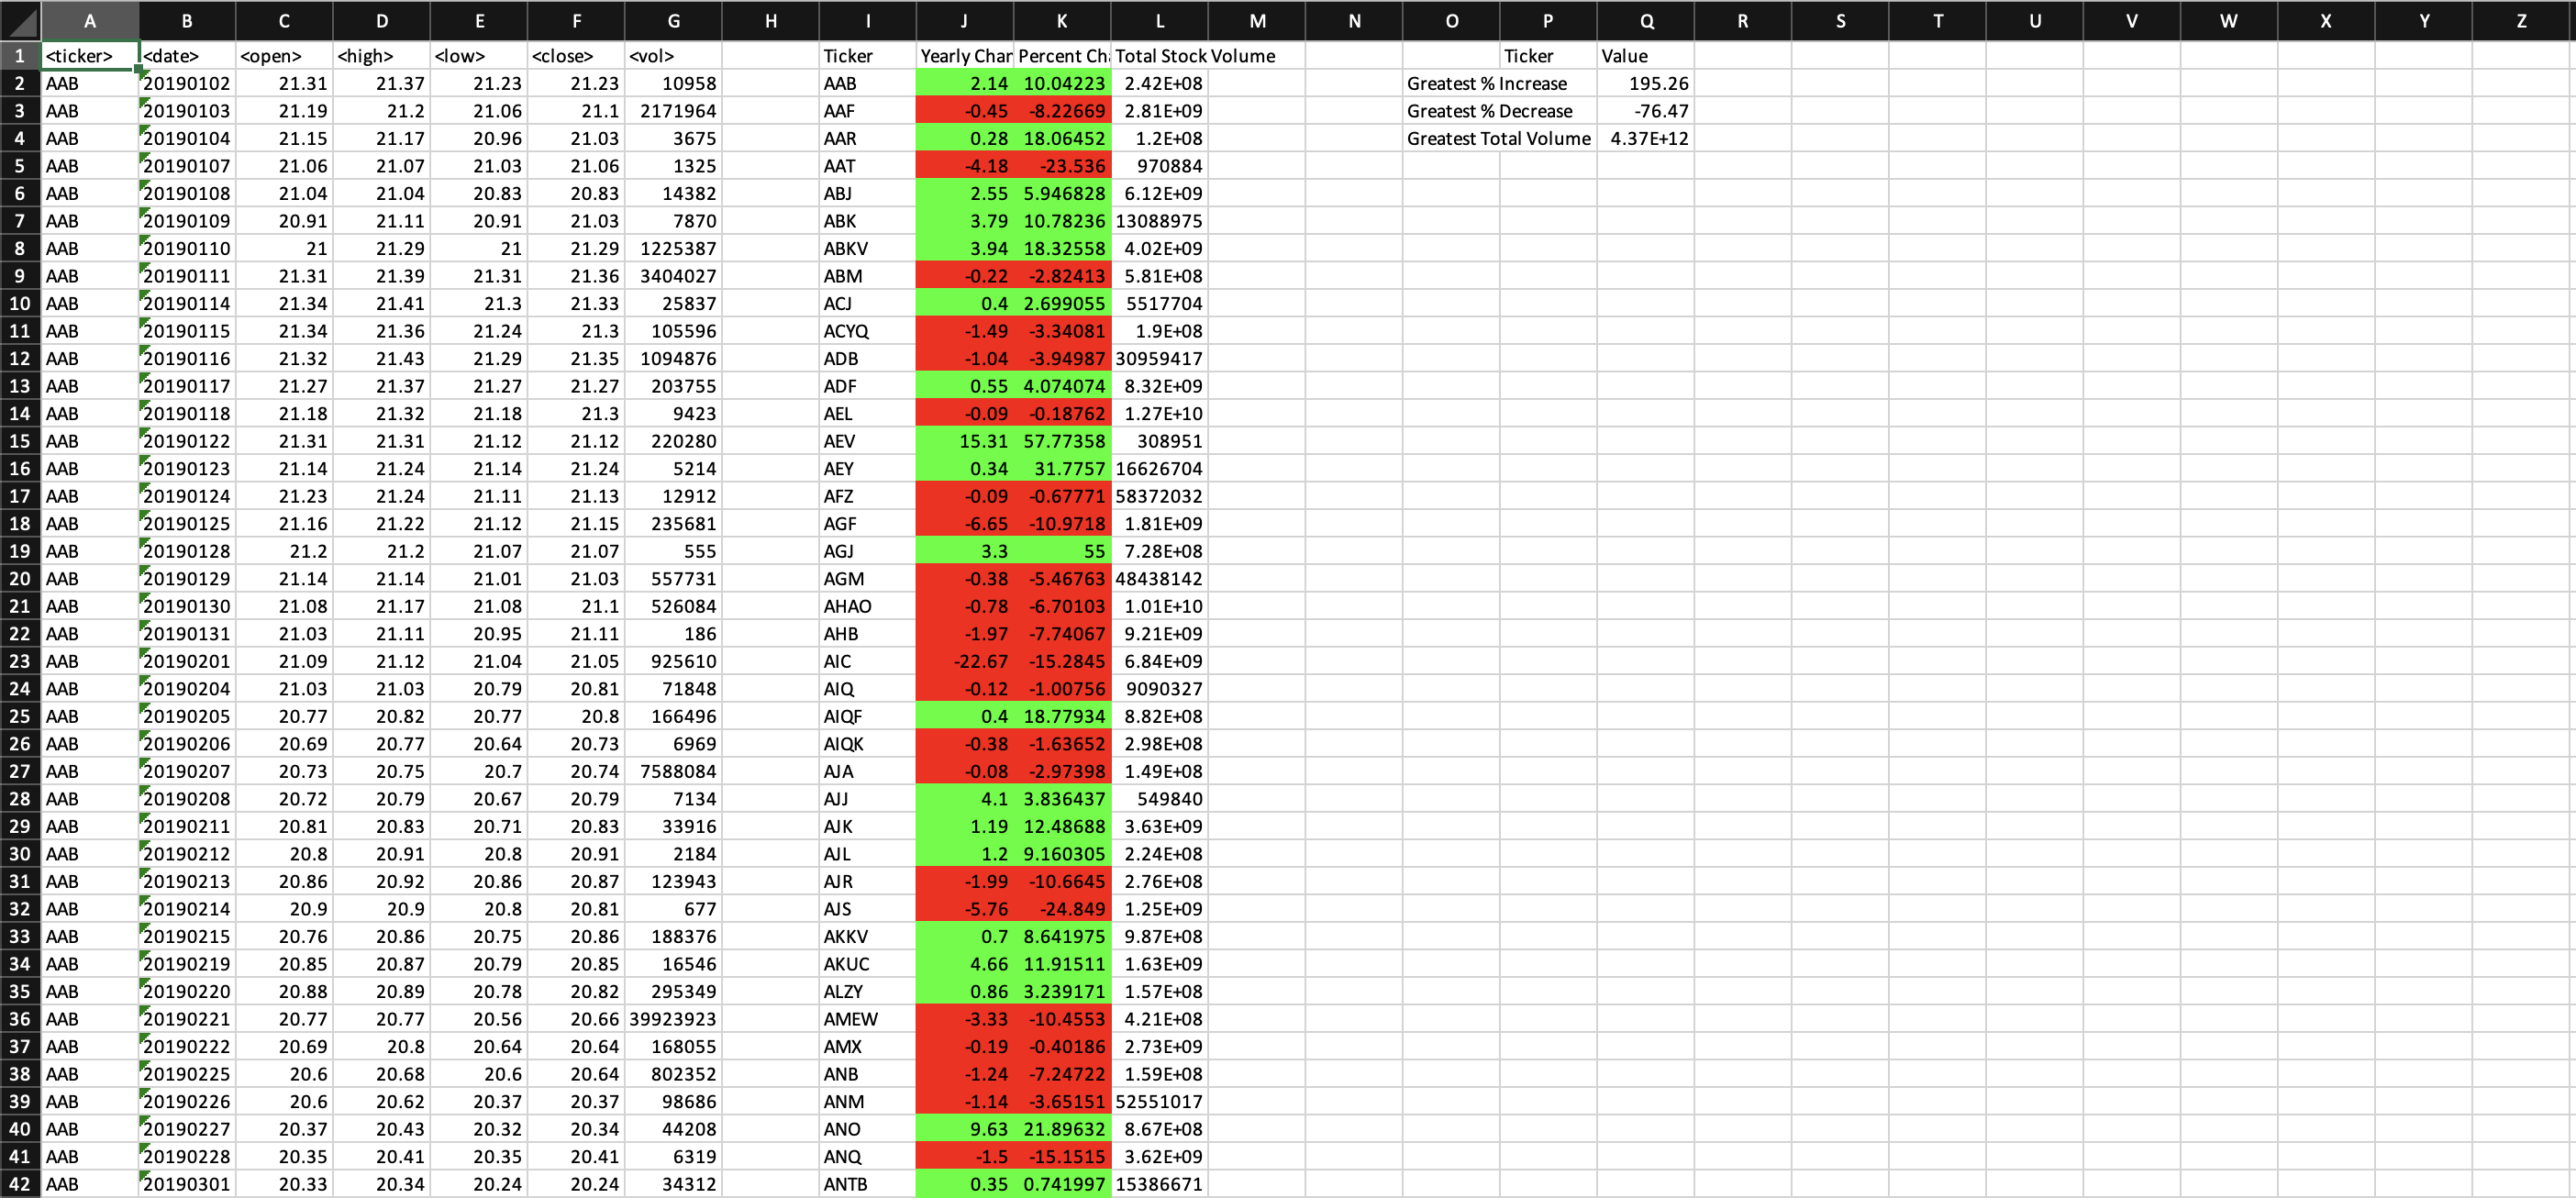 A B C D E F G H I J K L M N O P Q R S T U V W X Y Z
1 <ticker> <date> <open> <high> <low> <close> <vol> Ticker Yearly Char Percent Ch Total Stock Volume Ticker Value
2 AAB 20190102 21.31 21.37 21.23 21.23 10958 AAB 2.14 10.04223 2.42E+08 Greatest % Increase 195.26
3 AAB 20190103 21.19 21.2 21.06 21.1 2171964 AAF -0.45 -8.22669 2.81E+09 Greatest % Decrease -76.47
4 AAB 20190104 21.15 21.17 20.96 21.03 3675 AAR 0.28 18.06452 1.2E+08 Greatest Total Volume 4.37E+12
5 AAB 20190107 21.06 21.07 21.03 21.06 1325 AAT -4.18 -23.536 970884
6 AAB 20190108 21.04 21.04 20.83 20.83 14382 ABJ 2.55 5.946828 6.12E+09
7 AAB 20190109 20.91 21.11 20.91 21.03 7870 ABK 3.79 10.78236 13088975
8 AAB 20190110 21 21.29 21 21.29 1225387 ABKV 3.94 18.32558 4.02E+09
9 AAB 20190111 21.31 21.39 21.31 21.36 3404027 ABM -0.22 -2.82413 5.81E+08
10 AAB 20190114 21.34 21.41 21.3 21.33 25837 ACJ 0.4 2.699055 5517704
11 AAB 20190115 21.34 21.36 21.24 21.3 105596 ACYQ -1.49 -3.34081 1.9E+08
12 AAB 20190116 21.32 21.43 21.29 21.35 1094876 ADB -1.04 -3.94987 30959417
13 AAB 20190117 21.27 21.37 21.27 21.27 203755 ADF 0.55 4.074074 8.32E+09
14 AAB 20190118 21.18 21.32 21.18 21.3 9423 AEL -0.09 -0.18762 1.27E+10
15 AAB 20190122 21.31 21.31 21.12 21.12 220280 AEV 15.31 57.77358 308951
16 AAB 20190123 21.14 21.24 21.14 21.24 5214 AEY 0.34 31.7757 16626704
17 AAB 20190124 21.23 21.24 21.11 21.13 12912 AFZ -0.09 -0.67771 58372032
18 AAB 20190125 21.16 21.22 21.12 21.15 235681 AGF -6.65 -10.9718 1.81E+09
19 AAB 20190128 21.2 21.2 21.07 21.07 555 AGJ 3.3 55 7.28E+08
20 AAB 20190129 21.14 21.14 21.01 21.03 557731 AGM -0.38 -5.46763 48438142
21 AAB 20190130 21.08 21.17 21.08 21.1 526084 AHAO -0.78 -6.70103 1.01E+10
22 AAB 20190131 21.03 21.11 20.95 21.11 186 AHB -1.97 -7.74067 9.21E+09
23 AAB 20190201 21.09 21.12 21.04 21.05 925610 AIC -22.67 -15.2845 6.84E+09
24 AAB 20190204 21.03 21.03 20.79 20.81 71848 AIQ -0.12 -1.00756 9090327
25 AAB 20190205 20.77 20.82 20.77 20.8 166496 AIQF 0.4 18.77934 8.82E+08
26 AAB 20190206 20.69 20.77 20.64 20.73 6969 AIQK -0.38 -1.63652 2.98E+08
27 AAB 20190207 20.73 20.75 20.7 20.74 7588084 AJA -0.08 -2.97398 1.49E+08
28 AAB 20190208 20.72 20.79 20.67 20.79 7134 AJJ 4.1 3.836437 549840
29 AAB 20190211 20.81 20.83 20.71 20.83 33916 AJK 1.19 12.48688 3.63E+09
30 AAB 20190212 20.8 20.91 20.8 20.91 2184 AJL 1.2 9.160305 2.24E+08
31 AAB 20190213 20.86 20.92 20.86 20.87 123943 AJR -1.99 -10.6645 2.76E+08
32 AAB 20190214 20.9 20.9 20.8 20.81 677 AJS -5.76 -24.849 1.25E+09
33 AAB 20190215 20.76 20.86 20.75 20.86 188376 AKKV 0.7 8.641975 9.87E+08
34 AAB 20190219 20.85 20.87 20.79 20.85 16546 AKUC 4.66 11.91511 1.63E+09
35 AAB 20190220 20.88 20.89 20.78 20.82 295349 ALZY 0.86 3.239171 1.57E+08
36 AAB 20190221 20.77 20.77 20.56 20.66 39923923 AMEW -3.33 -10.4553 4.21E+08
37 AAB 20190222 20.69 20.8 20.64 20.64 168055 AMX -0.19 -0.40186 2.73E+09
38 AAB 20190225 20.6 20.68 20.6 20.64 802352 ANB -1.24 -7.24722 1.59E+08
39 AAB 20190226 20.6 20.62 20.37 20.37 98686 ANM -1.14 -3.65151 52551017
40 AAB 20190227 20.37 20.43 20.32 20.34 44208 ANO 9.63 21.89632 8.67E+08
41 AAB 20190228 20.35 20.41 20.35 20.41 6319 ANQ -1.5 -15.1515 3.62E+09
42 AAB 20190301 20.33 20.34 20.24 20.24 34312 ANTB 0.35 0.741997 15386671